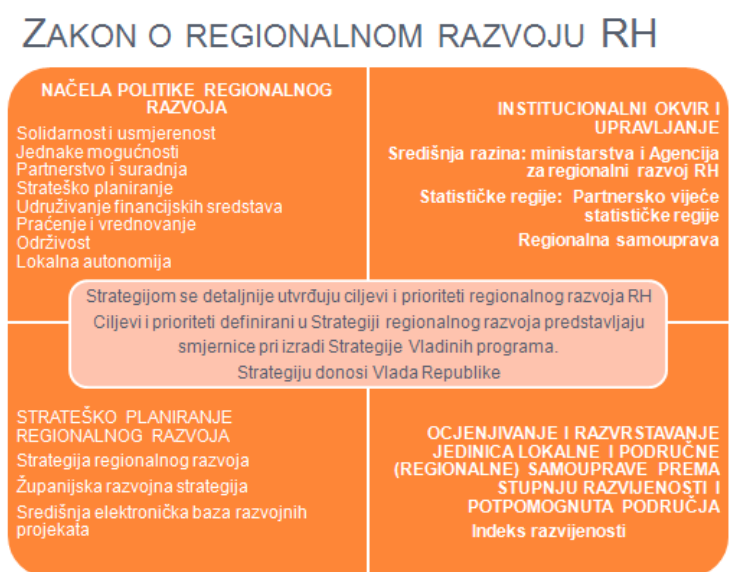 ZAKON O REGIONALNOM RAZVOJU RH
NAČELA POLITIKE REGIONALNOG
RAZVOJA
Solidarnost i usmjerenost
Jednake mogućnosti
Partnerstvo i suradnja
Strateško planiranje
Udruživanje financijskih sredstava
Praćenje i vrednovanje
Održivost
Lokalna autonomija
INSTITUCIONALNI OKVIR I
UPRAVLJANJE
Središnja razina: ministarstva i Agencija
za regionalni razvoj RH
Statističke regije: Partnersko vijeće
statističke regije
Regionalna samouprava
Strategijom se detaljnije utvrđuju ciljevi i prioriteti regionalnog razvoja RH
Ciljevi i prioriteti definirani u Strategiji regionalnog razvoja predstavljaju
smjernice pri izradi Strategije Vladinih programa.
Strategiju donosi Vlada Republike
STRATEŠKO PLANIRANJE
REGIONALNOG RAZVOJA
Strategija regionalnog razvoja
Županijska razvojna strategija
Središnja elektronička baza razvojnih
projekata
OCJENJIVANJE I RAZVRSTAVANJE
JEDINICA LOKALNE I PODRUČNE
(REGIONALNE) SAMOUPRAVE PREMA
STUPNJU RAZVIJENOSTI I
POTPOMOGNUTA PODRUČJA
Indeks razvijenosti